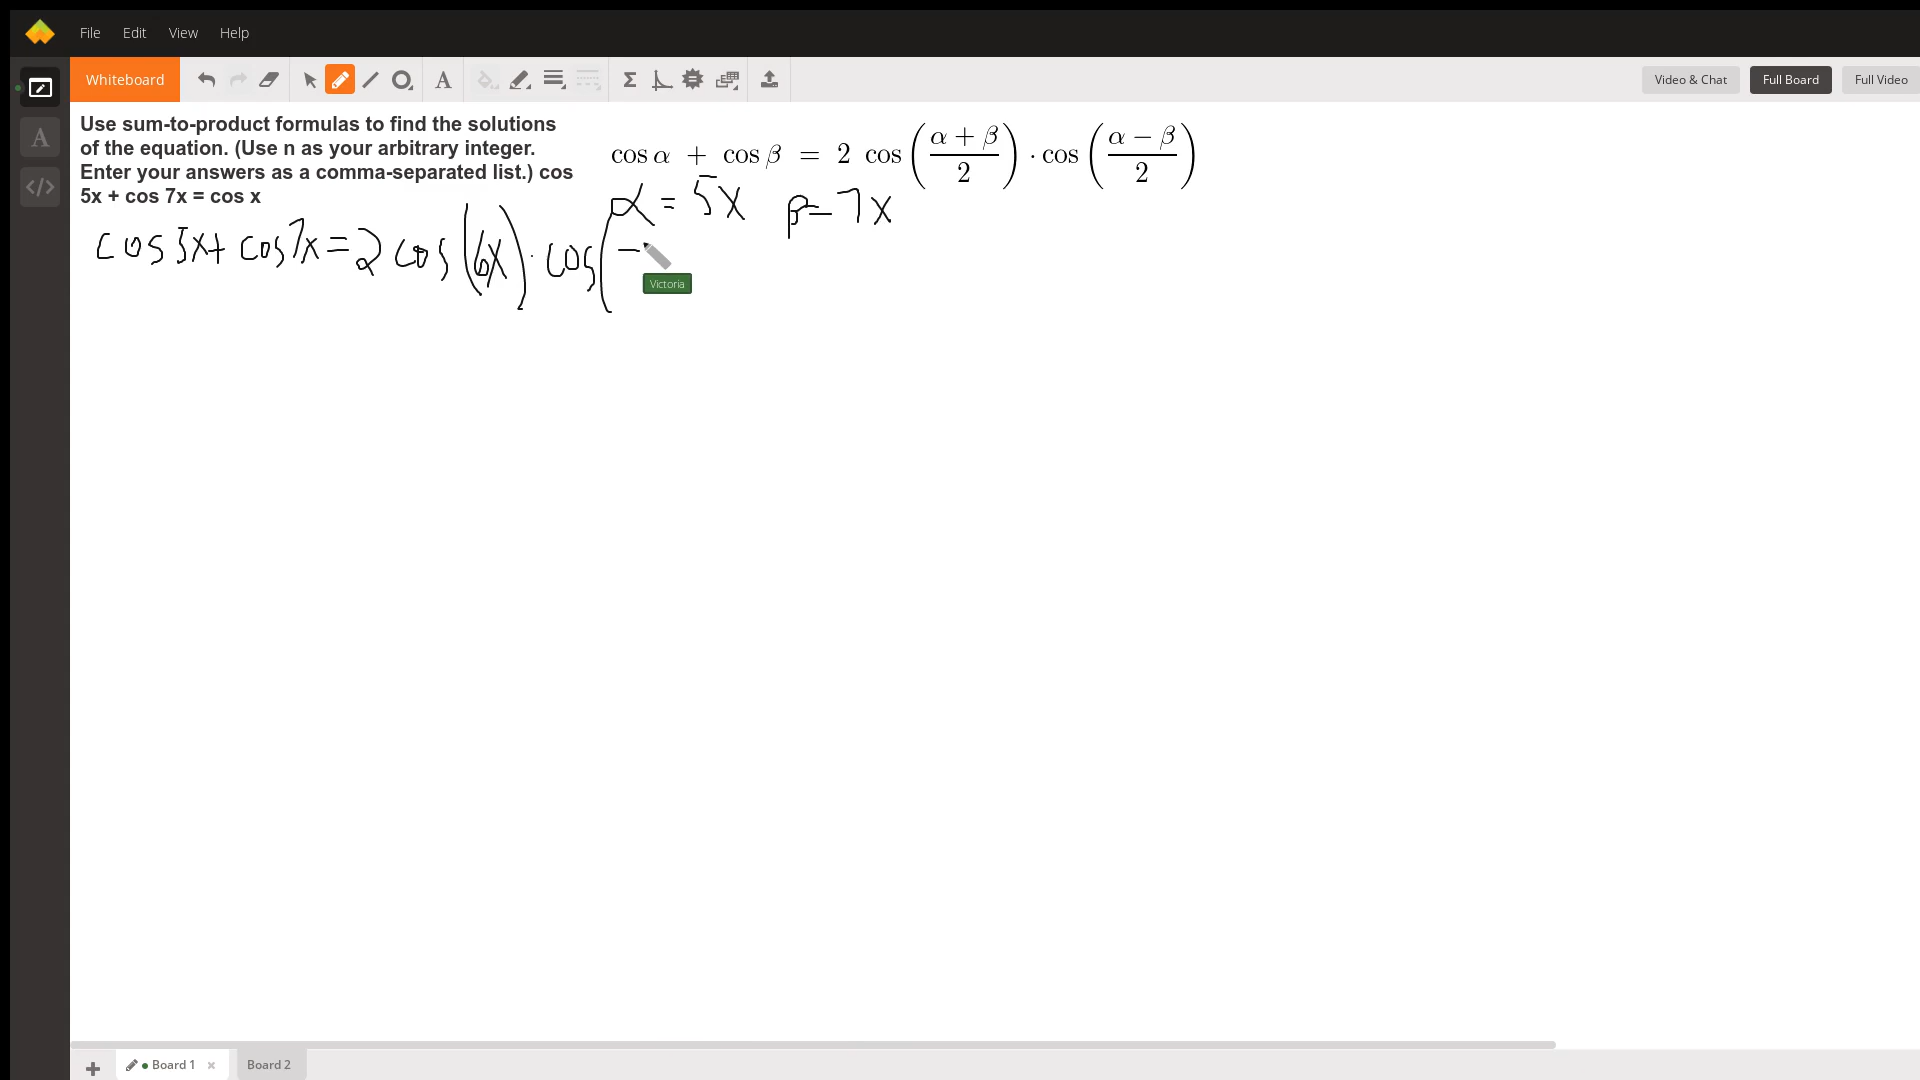 File Edit View Help
Whiteboard A Σ Video & Chat Full Board Full Video
A
</>
Use sum-to-product formulas to find the solutions
of the equation. (Use n as your arbitrary integer.
Enter your answers as a comma-separated list.) cos
5x + cos 7x = cos x
cos α + cos β = 2 cos((α + β)/2) · cos((α − β)/2)
α = 5x β = 7x
cos 5x + cos 7x = 2 cos(6x) · cos(−
Victoria
+ Board 1 × Board 2